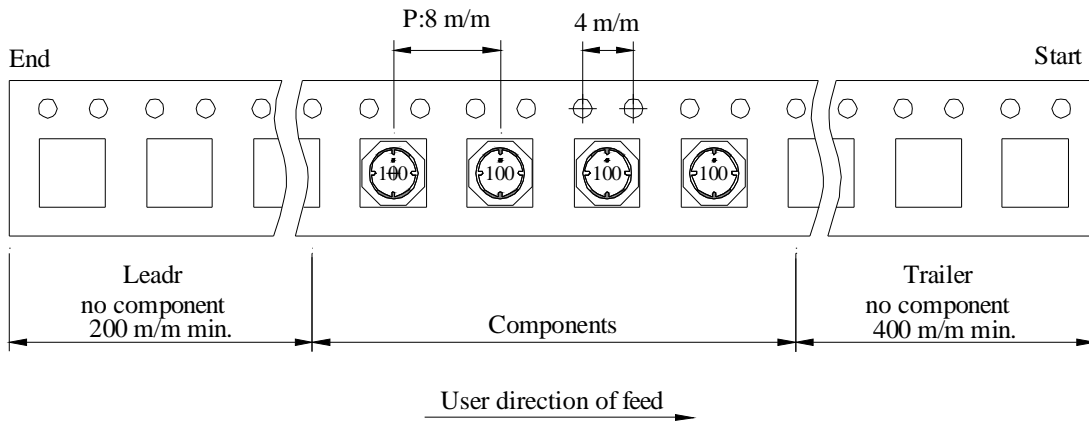 P:8 m/m
4 m/m
End
Start
100
100
100
100
Leadr
no component
200 m/m min.
Components
Trailer
no component
400 m/m min.
User direction of feed